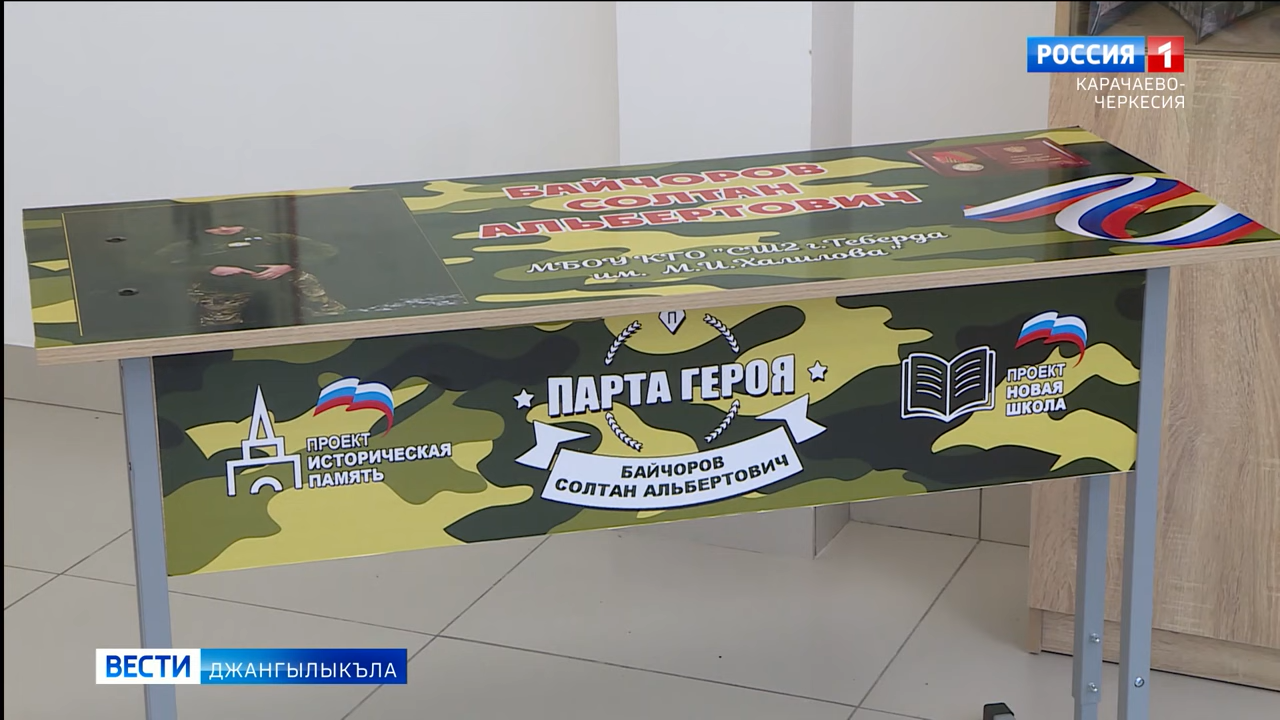 РОССИЯ 1
КАРАЧАЕВО-
ЧЕРКЕСИЯ
БАЙЧОРОВ
СОЛТАН
АЛЬБЕРТОВИЧ
МБОУ КГО "СШ2 г.Теберда
им. М.И.Халилова"
П
ПАРТА ГЕРОЯ
БАЙЧОРОВ
СОЛТАН АЛЬБЕРТОВИЧ
ПРОЕКТ
ИСТОРИЧЕСКАЯ
ПАМЯТЬ
ПРОЕКТ
НОВАЯ
ШКОЛА
ВЕСТИ ДЖАНГЫЛЫКЪЛА